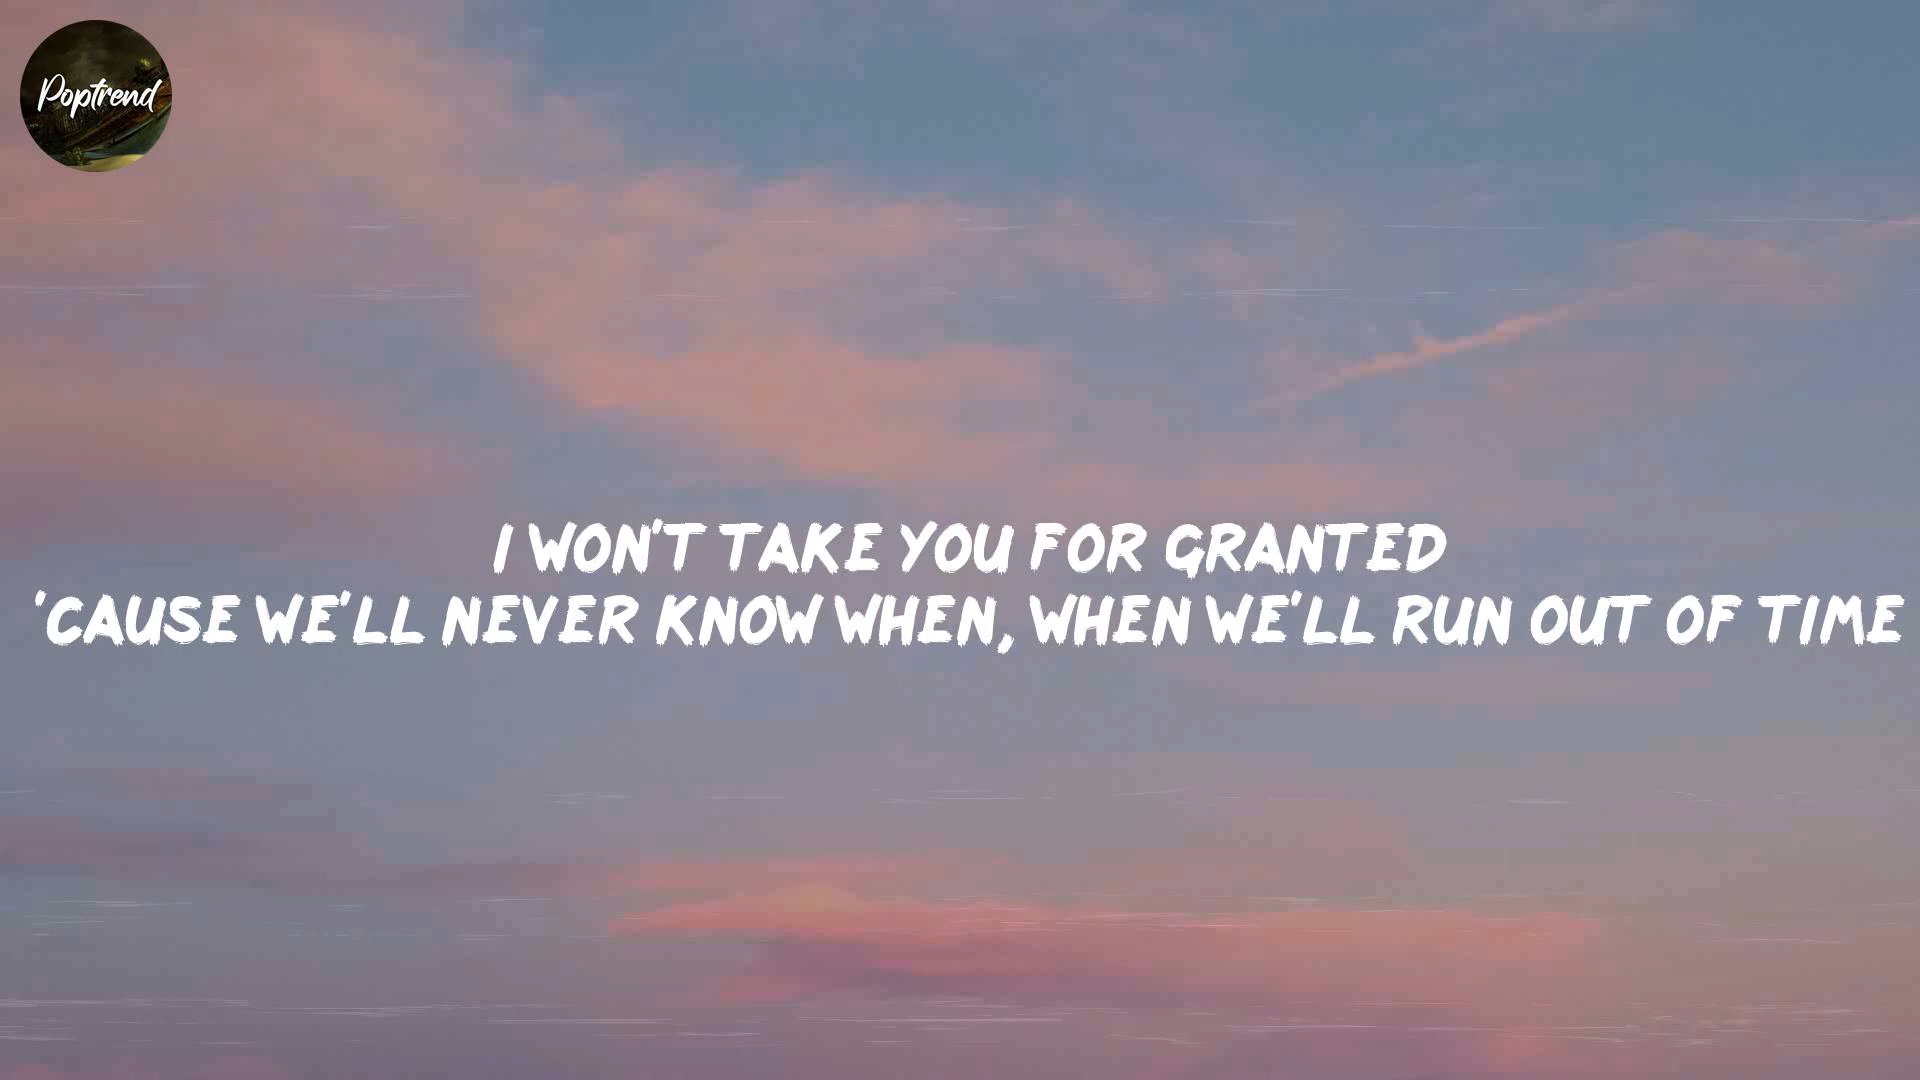 Poptrend
I WON'T TAKE YOU FOR GRANTED
'CAUSE WE'LL NEVER KNOW WHEN, WHEN WE'LL RUN OUT OF TIME